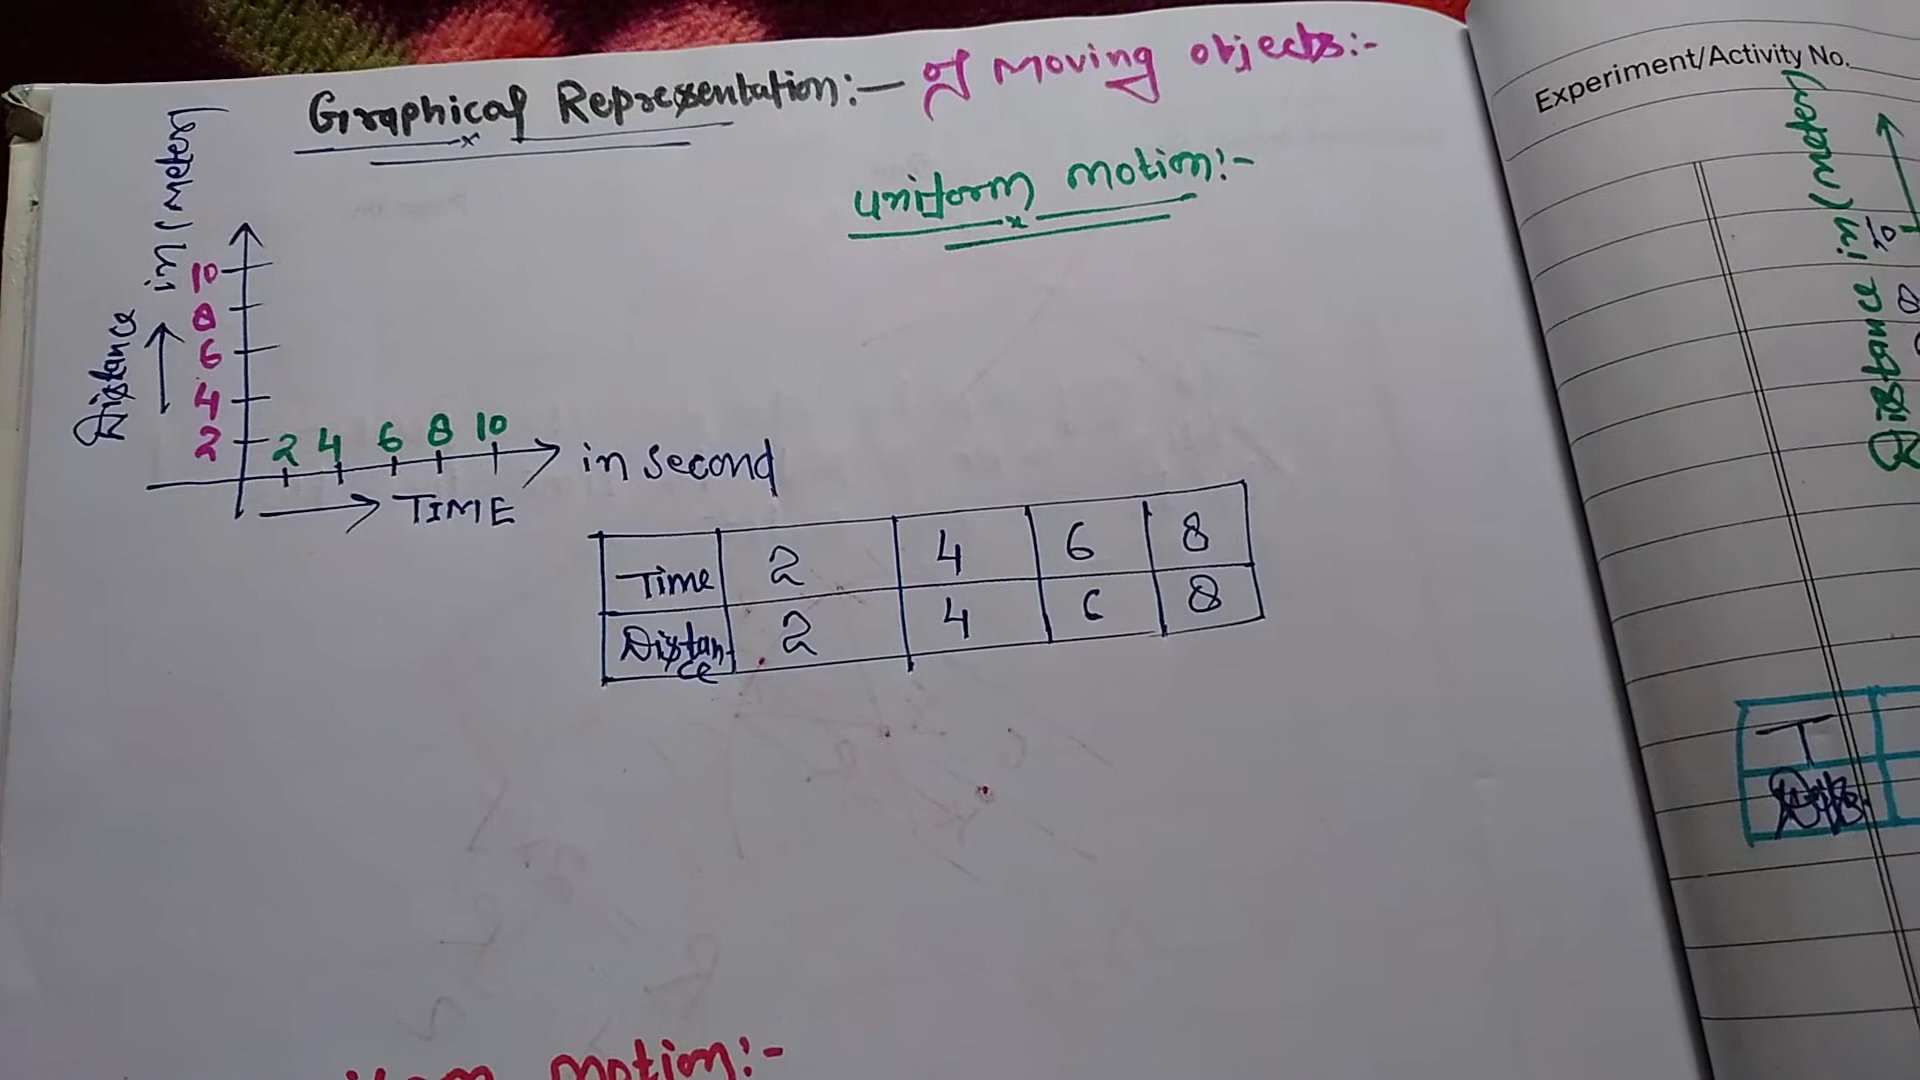 Graphical Representation:- of moving objects:-
uniform motion:-
Distance
in (meter)
10
8
6
4
2
2 4 6 8 10
in second
TIME
Time 2 4 6 8
Distan-
ce 2 4 6 8
motion:-
Experiment/Activity No.
Distance in (meter)
T